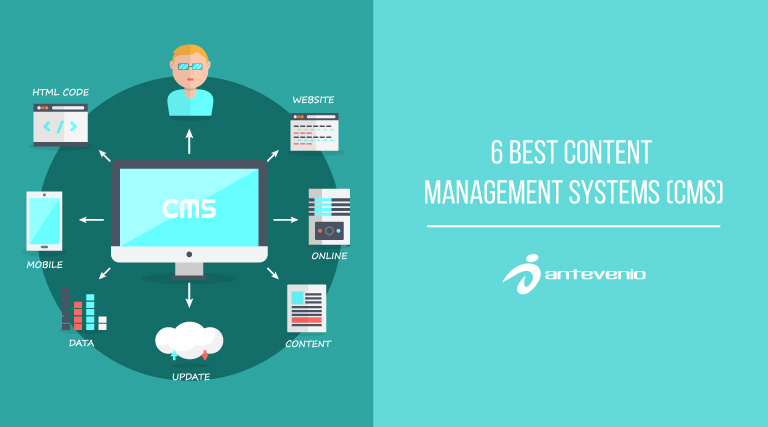 HTML CODE
WEBSITE
</>
CMS
MOBILE
ONLINE
DATA
CONTENT
UPDATE
6 BEST CONTENT
MANAGEMENT SYSTEMS (CMS)
antevenio